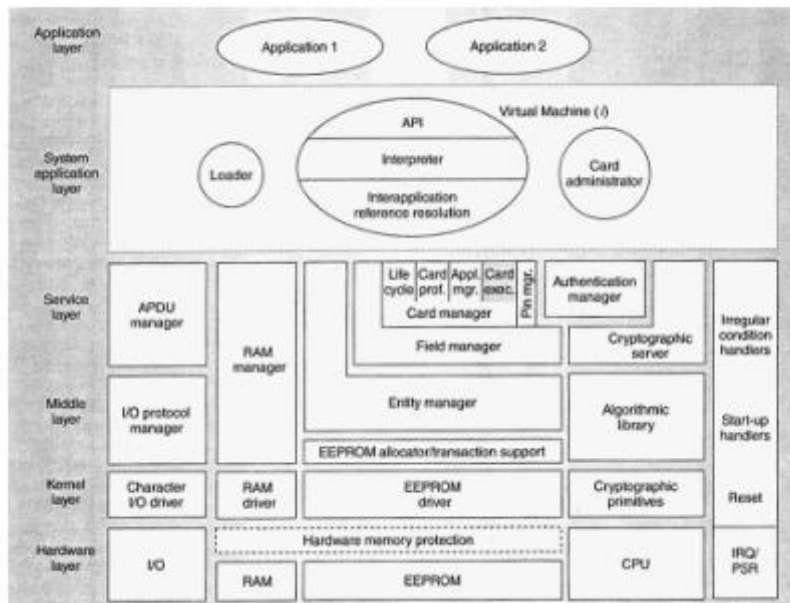 Application
layer
Application 1
Application 2
System
application
layer
Virtual Machine (i)
API
Interpreter
Interapplication
reference resolution
Loader
Card
administrator
Service
layer
APDU
manager
RAM
manager
Life
cycle
Card
prof.
Appl.
mgr.
Card
exec.
Pin mgr.
Card manager
Field manager
Authentication
manager
Cryptographic
server
Irregular
condition
handlers
Middle
layer
I/O protocol
manager
Entity manager
EEPROM allocator/transaction support
Algorithmic
library
Start-up
handlers
Kernel
layer
Character
I/O driver
RAM
driver
EEPROM
driver
Cryptographic
primitives
Reset
Hardware
layer
I/O
Hardware memory protection
RAM
EEPROM
CPU
IRQ/
PSR